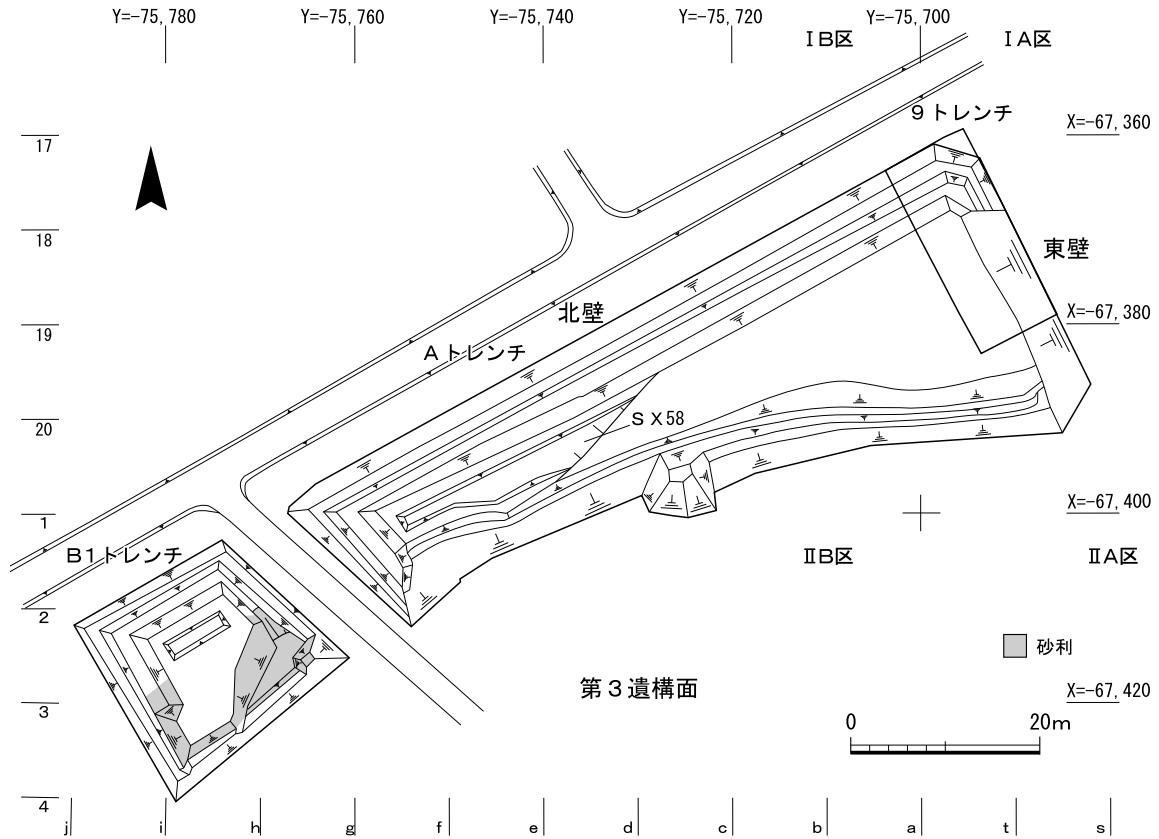 Y=-75,780
Y=-75,760
Y=-75,740
Y=-75,720
Y=-75,700
ⅠB区
ⅠA区
9トレンチ
X=-67,360
17
18
東壁
北壁
X=-67,380
19
Aトレンチ
20
SX58
X=-67,400
1
B1トレンチ
ⅡB区
ⅡA区
2
砂利
第3遺構面
X=-67,420
3
0
20m
4
j
i
h
g
f
e
d
c
b
a
t
s